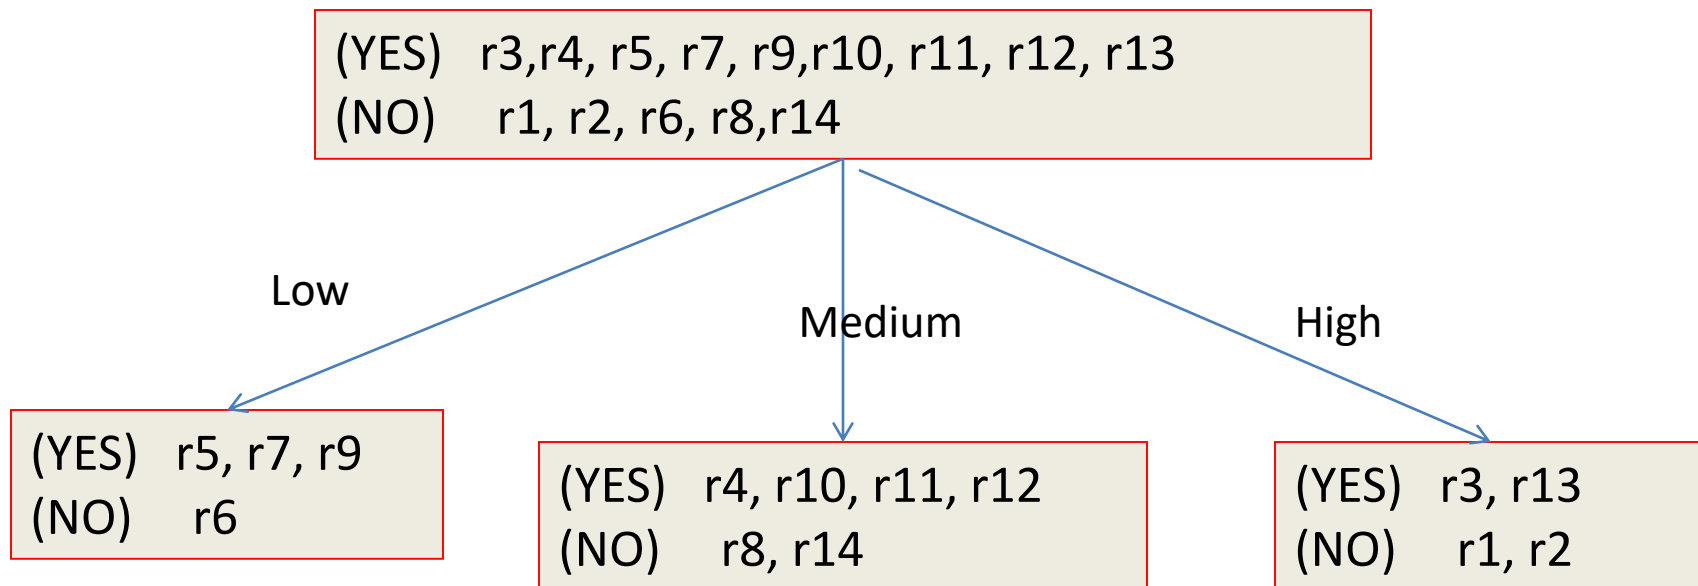 (YES) r3,r4, r5, r7, r9,r10, r11, r12, r13
(NO) r1, r2, r6, r8,r14
Low
Medium
High
(YES) r5, r7, r9
(NO) r6
(YES) r4, r10, r11, r12
(NO) r8, r14
(YES) r3, r13
(NO) r1, r2